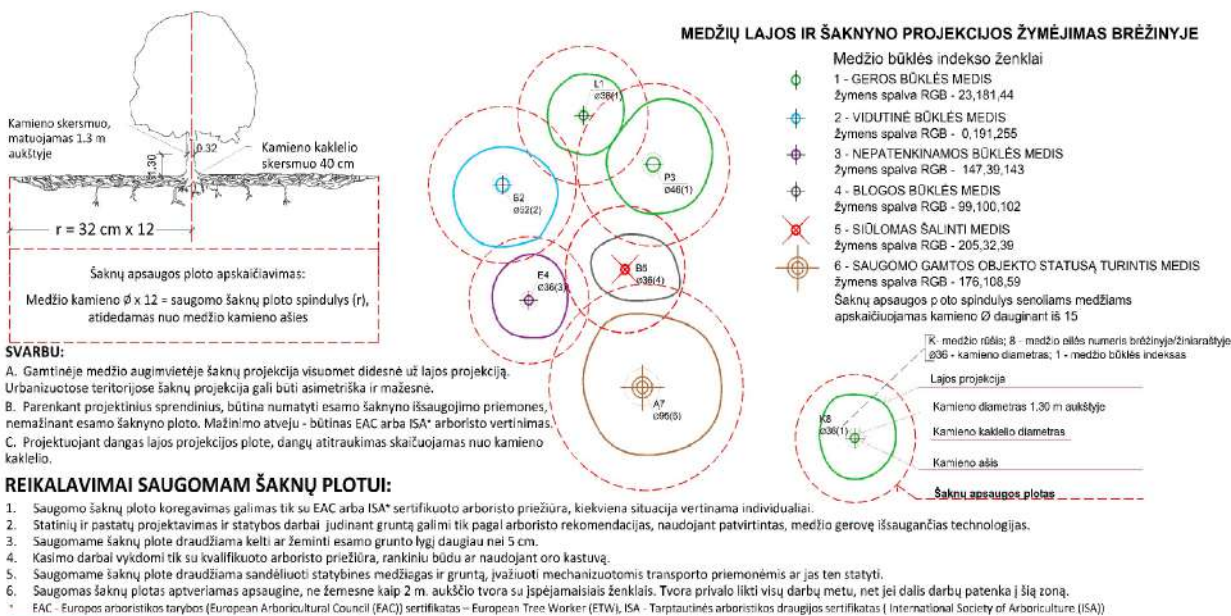 MEDŽIŲ LAJOS IR ŠAKNYNO PROJEKCIJOS ŽYMĖJIMAS BRĖŽINYJE
Kamieno skersmuo,
matuojamas 1.3 m
aukštyje
0.32
1.30
Kamieno kaklelio
skersmuo 40 cm
r = 32 cm x 12
Šaknų apsaugos ploto apskaičiavimas:
Medžio kamieno Ø x 12 = saugomo šaknų ploto spindulys (r),
atidedamas nuo medžio kamieno ašies
L1
ø36(1)
P3
ø46(1)
B2
ø52(2)
E4
ø36(3)
B5
ø36(4)
A7
ø95(6)
Medžio būklės indekso ženklai
1 - GEROS BŪKLĖS MEDIS
žymens spalva RGB - 23,181,44
2 - VIDUTINĖ BŪKLĖS MEDIS
žymens spalva RGB - 0,191,255
3 - NEPATENKINAMOS BŪKLĖS MEDIS
žymens spalva RGB - 147,39,143
4 - BLOGOS BŪKLĖS MEDIS
žymens spalva RGB - 99,100,102
5 - SIŪLOMAS ŠALINTI MEDIS
žymens spalva RGB - 205,32,39
6 - SAUGOMO GAMTOS OBJEKTO STATUSĄ TURINTIS MEDIS
žymens spalva RGB - 176,108,59
Šaknų apsaugos p oto spindulys senoliams medžiams
apskaičiuojamas kamieno Ø dauginant iš 15
K- medžio rūšis; 8 - medžio eilės numeris brėžinyje/žiniaraštyje
ø36 - kamieno diametras; 1 - medžio būklės indeksas
Lajos projekcija
Kamieno diametras 1.30 m aukštyje
Kamieno kaklelio diametras
Kamieno ašis
Šaknų apsaugos plotas
K8
ø36(1)
SVARBU:
A. Gamtinėje medžio augimvietėje šaknų projekcija visuomet didesnė už lajos projekciją.
Urbanizuotose teritorijose šaknų projekcija gali būti asimetriška ir mažesnė.
B. Parenkant projektinius sprendinius, būtina numatyti esamo šaknyno išsaugojimo priemones,
nemažinant esamo šaknyno ploto. Mažinimo atveju - būtinas EAC arba ISA* arboristo vertinimas.
C. Projektuojant dangas lajos projekcijos plote, dangų atitraukimas skaičuojamas nuo kamieno
kaklelio.
REIKALAVIMAI SAUGOMAM ŠAKNŲ PLOTUI:
1. Saugomo šaknų ploto koregavimas galimas tik su EAC arba ISA* sertifikuoto arboristo priežiūra, kiekviena situacija vertinama individualiai.
2. Statinių ir pastatų projektavimas ir statybos darbai judinant gruntą galimi tik pagal arboristo rekomendacijas, naudojant patvirtintas, medžio gerovę išsaugančias technologijas.
3. Saugomame šaknų plote draudžiama kelti ar žeminti esamo grunto lygį daugiau nei 5 cm.
4. Kasimo darbai vykdomi tik su kvalifikuoto arboristo priežiūra, rankiniu būdu ar naudojant oro kastuvą.
5. Saugomame šaknų plote draudžiama sandėliuoti statybines medžiagas ir gruntą, įvažiuoti mechanizuotomis transporto priemonėmis ar jas ten statyti.
6. Saugomas šaknų plotas aptveriamas apsaugine, ne žemesne kaip 2 m. aukščio tvora su įspėjamaisiais ženklais. Tvora privalo likti visų darbų metu, net jei dalis darbų patenka į šią zoną.
* EAC - Europos arboristikos tarybos (European Arboricultural Council (EAC)) sertifikatas – European Tree Worker (ETW), ISA - Tarptautinės arboristikos draugijos sertifikatas ( International Society of Arboriculture (ISA))